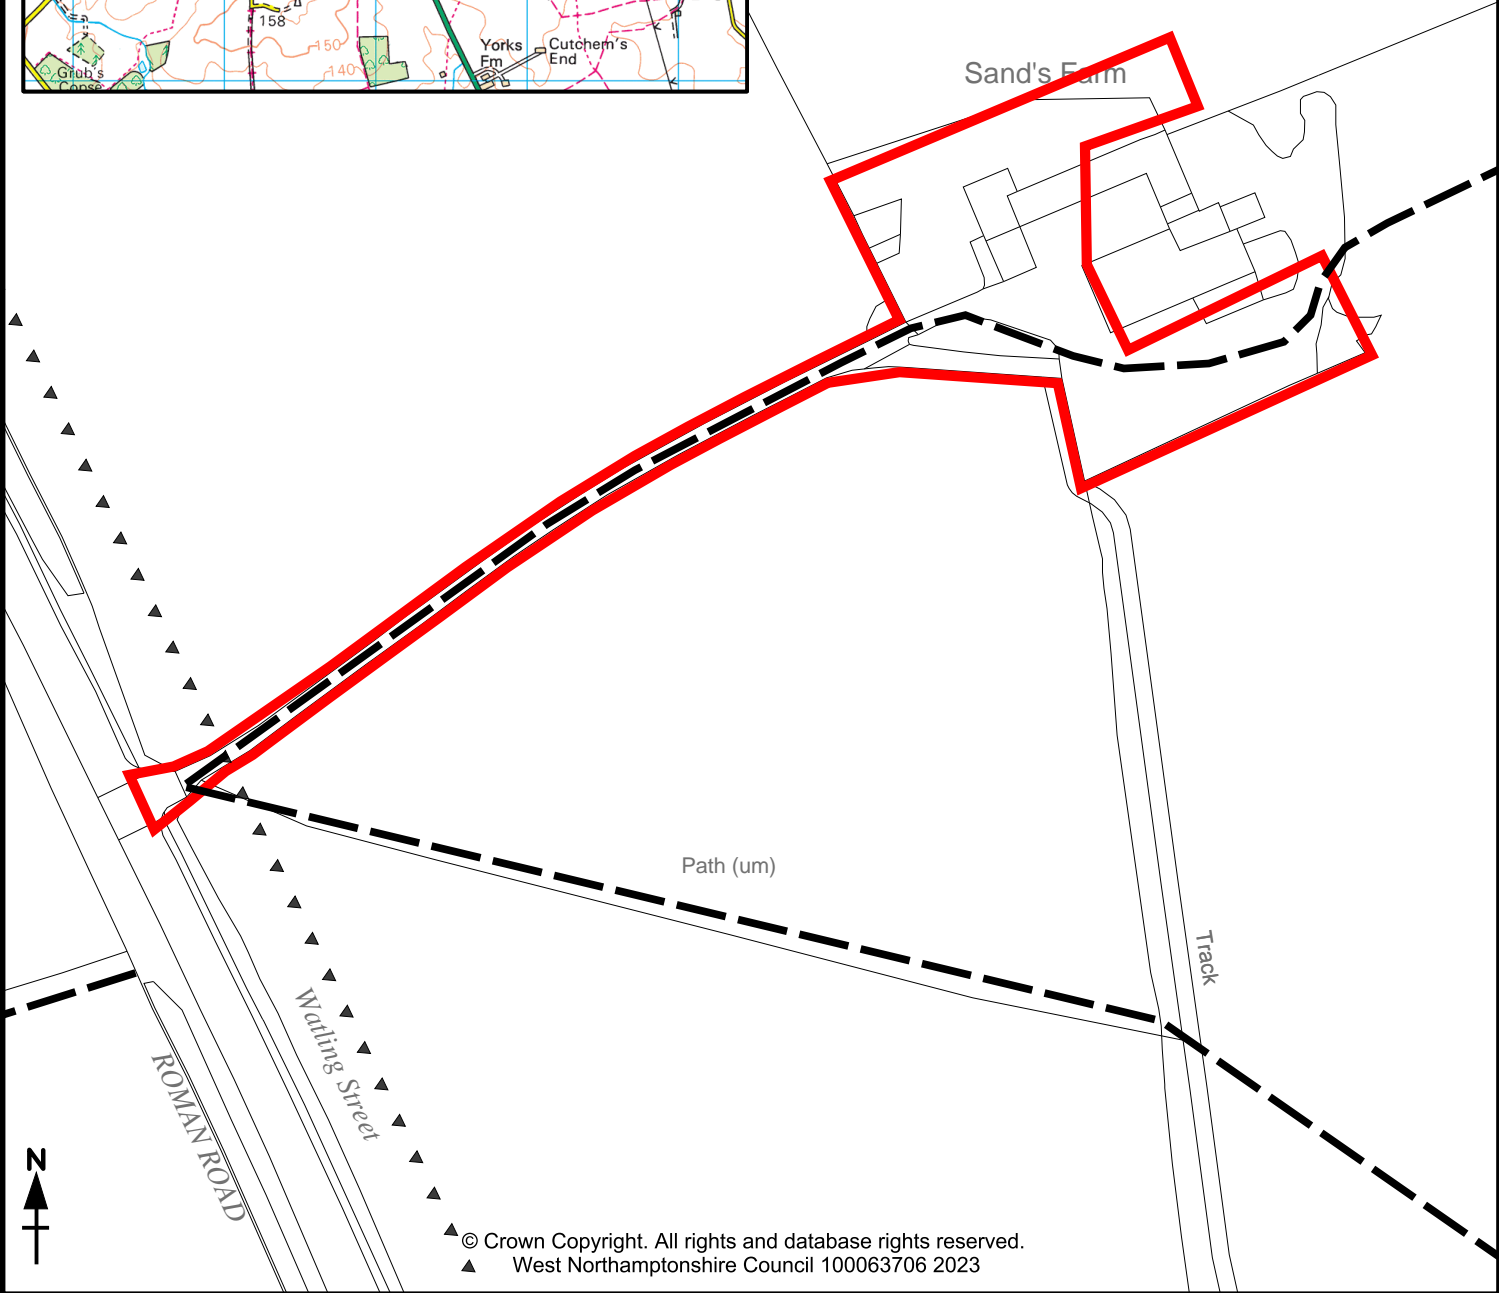 158
150
140
Grub's
Copse
Yorks
Fm
Cutchem's
End
Sand's Farm
Path (um)
Track
Watling Street
ROMAN ROAD
N
© Crown Copyright. All rights and database rights reserved.
West Northamptonshire Council 100063706 2023